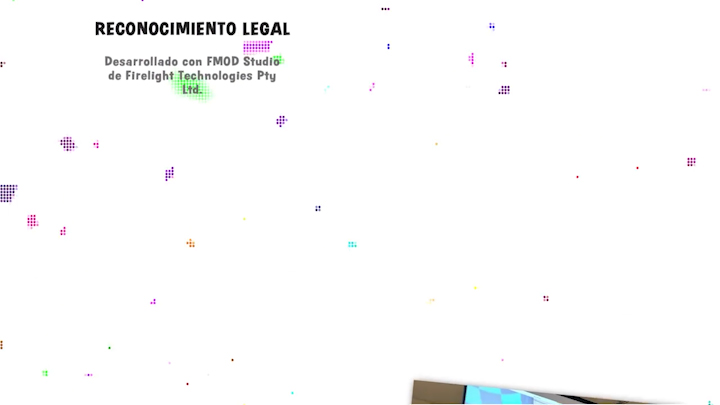 RECONOCIMIENTO LEGAL
Desarrollado con FMOD Studio
de Firelight Technologies Pty
Ltd.